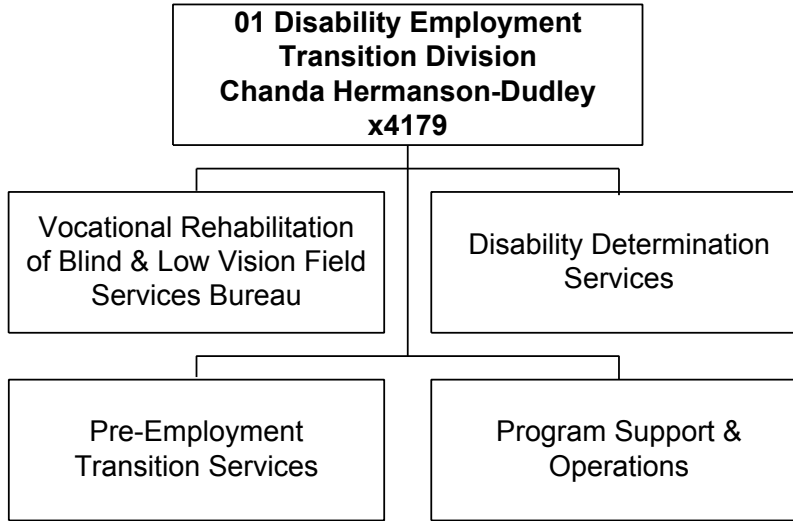 01 Disability Employment
Transition Division
Chanda Hermanson-Dudley
x4179
Vocational Rehabilitation
of Blind & Low Vision Field
Services Bureau
Disability Determination
Services
Pre-Employment
Transition Services
Program Support &
Operations